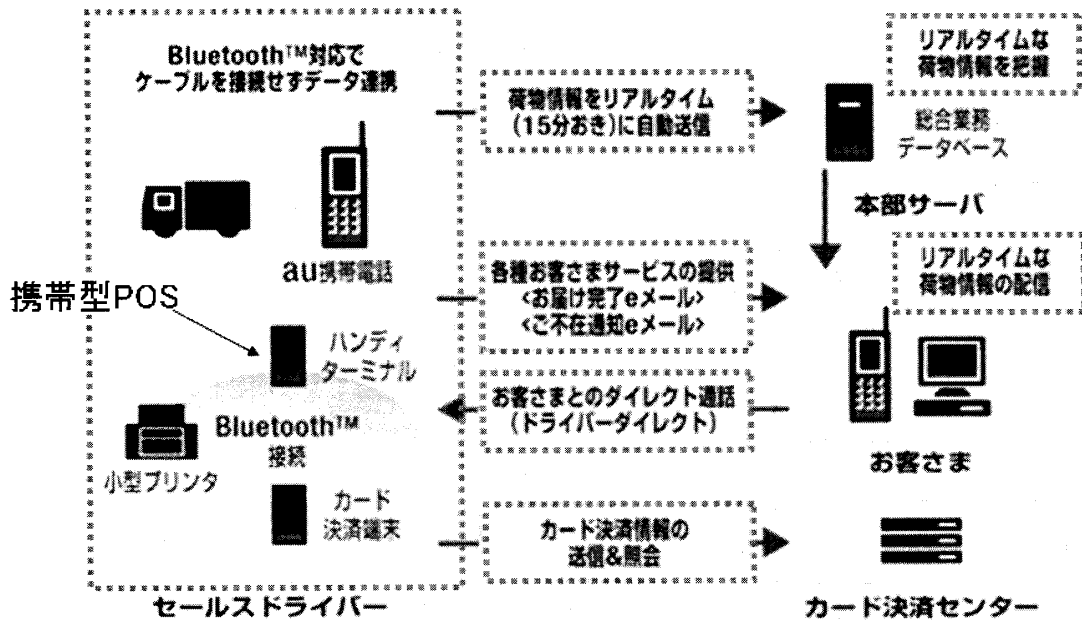 Bluetooth™対応で
ケーブルを接続せずデータ連携
au携帯電話
携帯型POS
ハンディ
ターミナル
Bluetooth™
接続
小型プリンタ
カード
決済端末
セールスドライバー
荷物情報をリアルタイム
(15分おき)に自動送信
各種お客さまサービスの提供
<お届け完了eメール>
<ご不在通知eメール>
お客さまとのダイレクト通話
(ドライバーダイレクト)
カード決済情報の
送信&照会
リアルタイムな
荷物情報を把握
総合業務
データベース
本部サーバ
リアルタイムな
荷物情報の配信
お客さま
カード決済センター